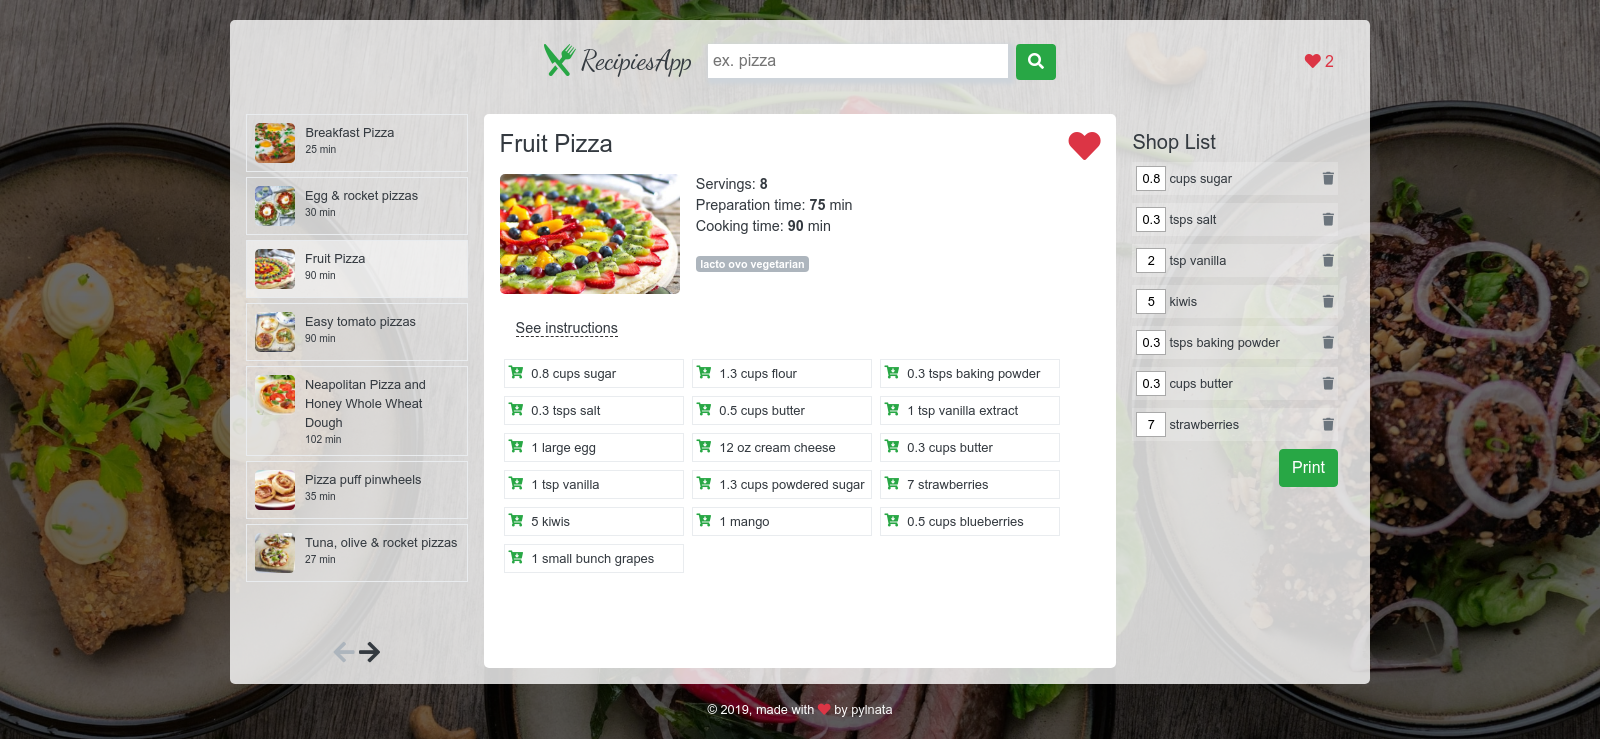 RecipiesApp
ex. pizza
2
Breakfast Pizza
25 min
Egg & rocket pizzas
30 min
Fruit Pizza
90 min
Easy tomato pizzas
90 min
Neapolitan Pizza and
Honey Whole Wheat
Dough
102 min
Pizza puff pinwheels
35 min
Tuna, olive & rocket pizzas
27 min
Fruit Pizza
Servings: 8
Preparation time: 75 min
Cooking time: 90 min
lacto ovo vegetarian
See instructions
0.8 cups sugar
1.3 cups flour
0.3 tsps baking powder
0.3 tsps salt
0.5 cups butter
1 tsp vanilla extract
1 large egg
12 oz cream cheese
0.3 cups butter
1 tsp vanilla
1.3 cups powdered sugar
7 strawberries
5 kiwis
1 mango
0.5 cups blueberries
1 small bunch grapes
Shop List
0.8 cups sugar
0.3 tsps salt
2 tsp vanilla
5 kiwis
0.3 tsps baking powder
0.3 cups butter
7 strawberries
Print
© 2019, made with ❤ by pylnata